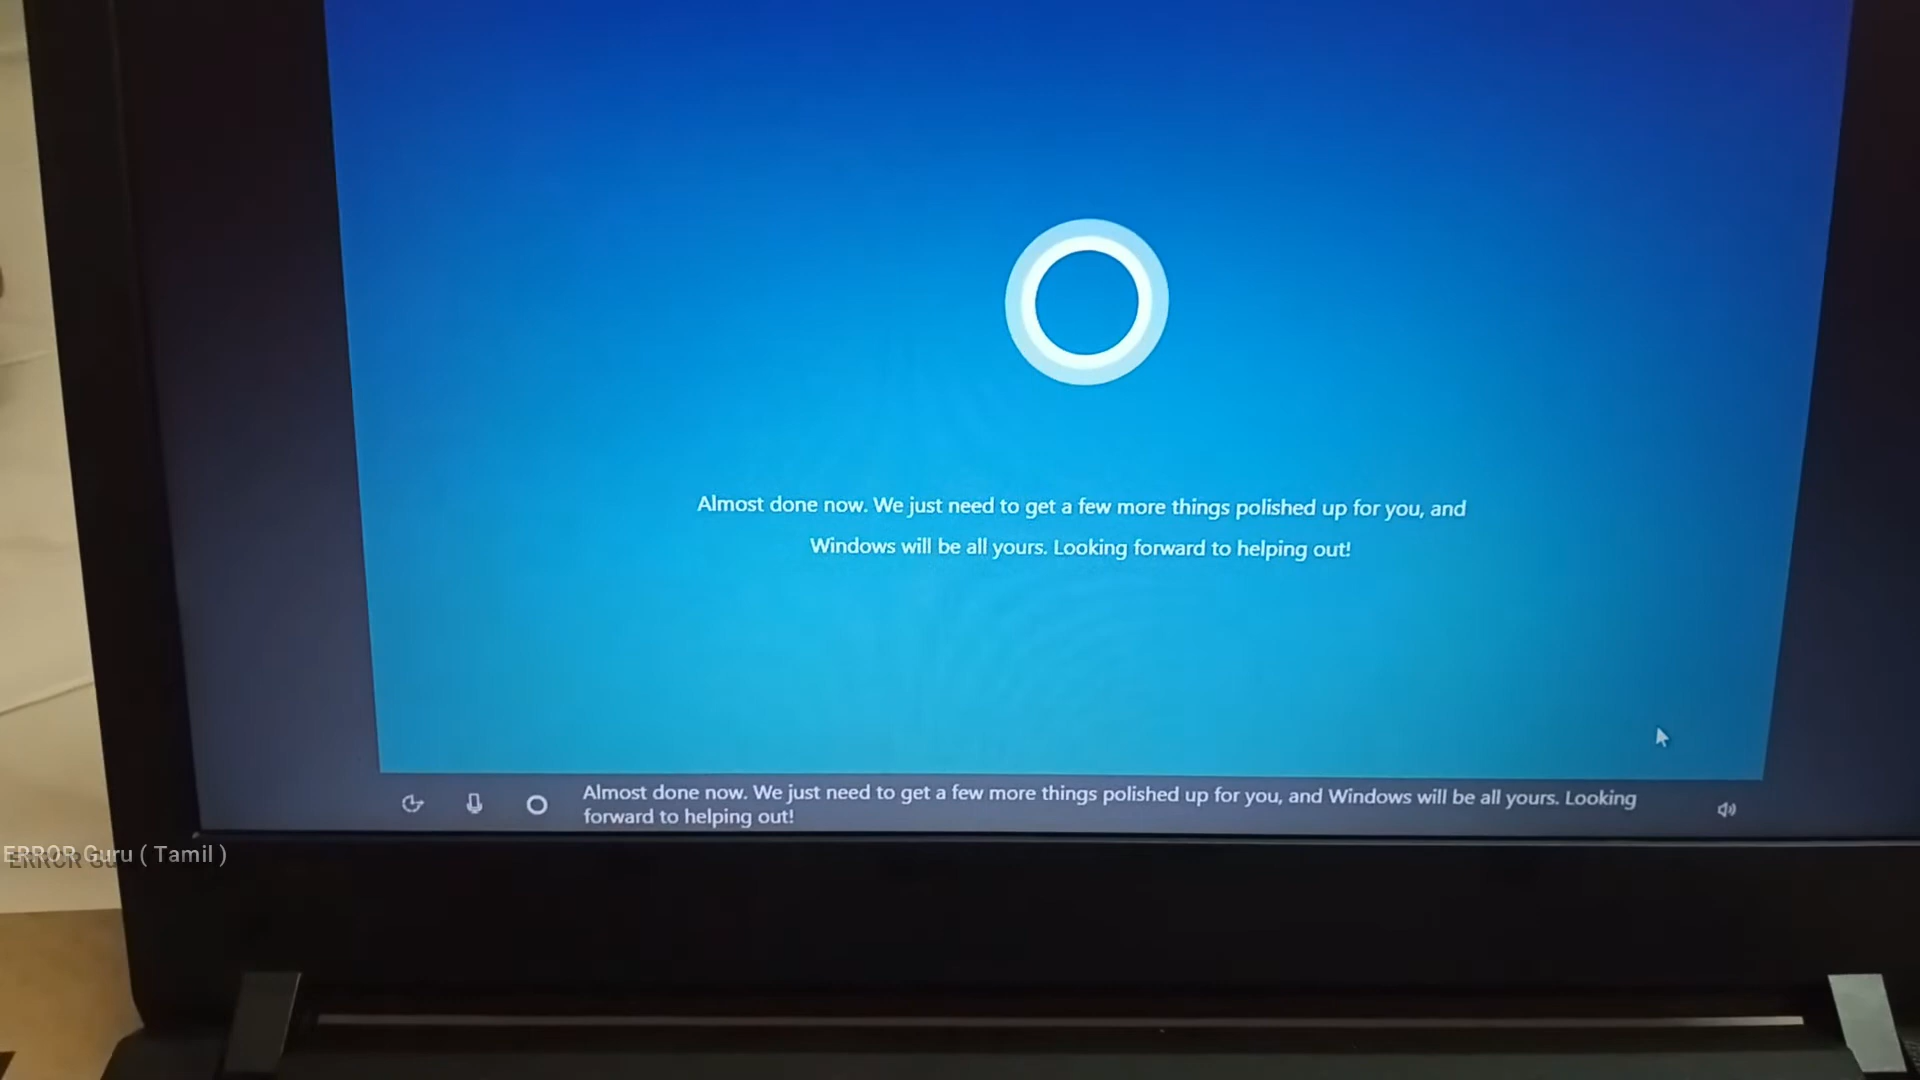 Almost done now. We just need to get a few more things polished up for you, and
Windows will be all yours. Looking forward to helping out!
Almost done now. We just need to get a few more things polished up for you, and Windows will be all yours. Looking
forward to helping out!
ERROR Guru ( Tamil )